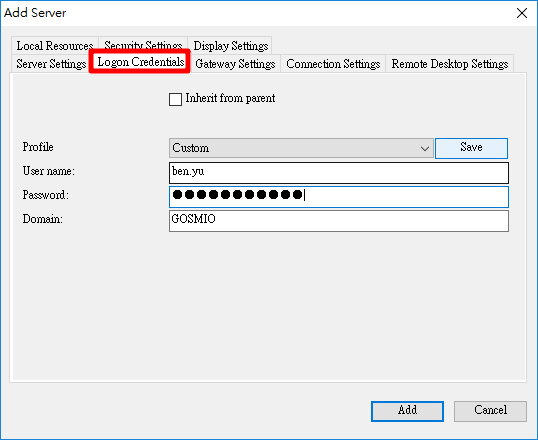 Add Server
Local Resources Security Settings Display Settings
Server Settings Logon Credentials Gateway Settings Connection Settings Remote Desktop Settings
Inherit from parent
Profile Custom Save
User name: ben.yu
Password: ●●●●●●●●●●●
Domain: GOSMIO
Add Cancel